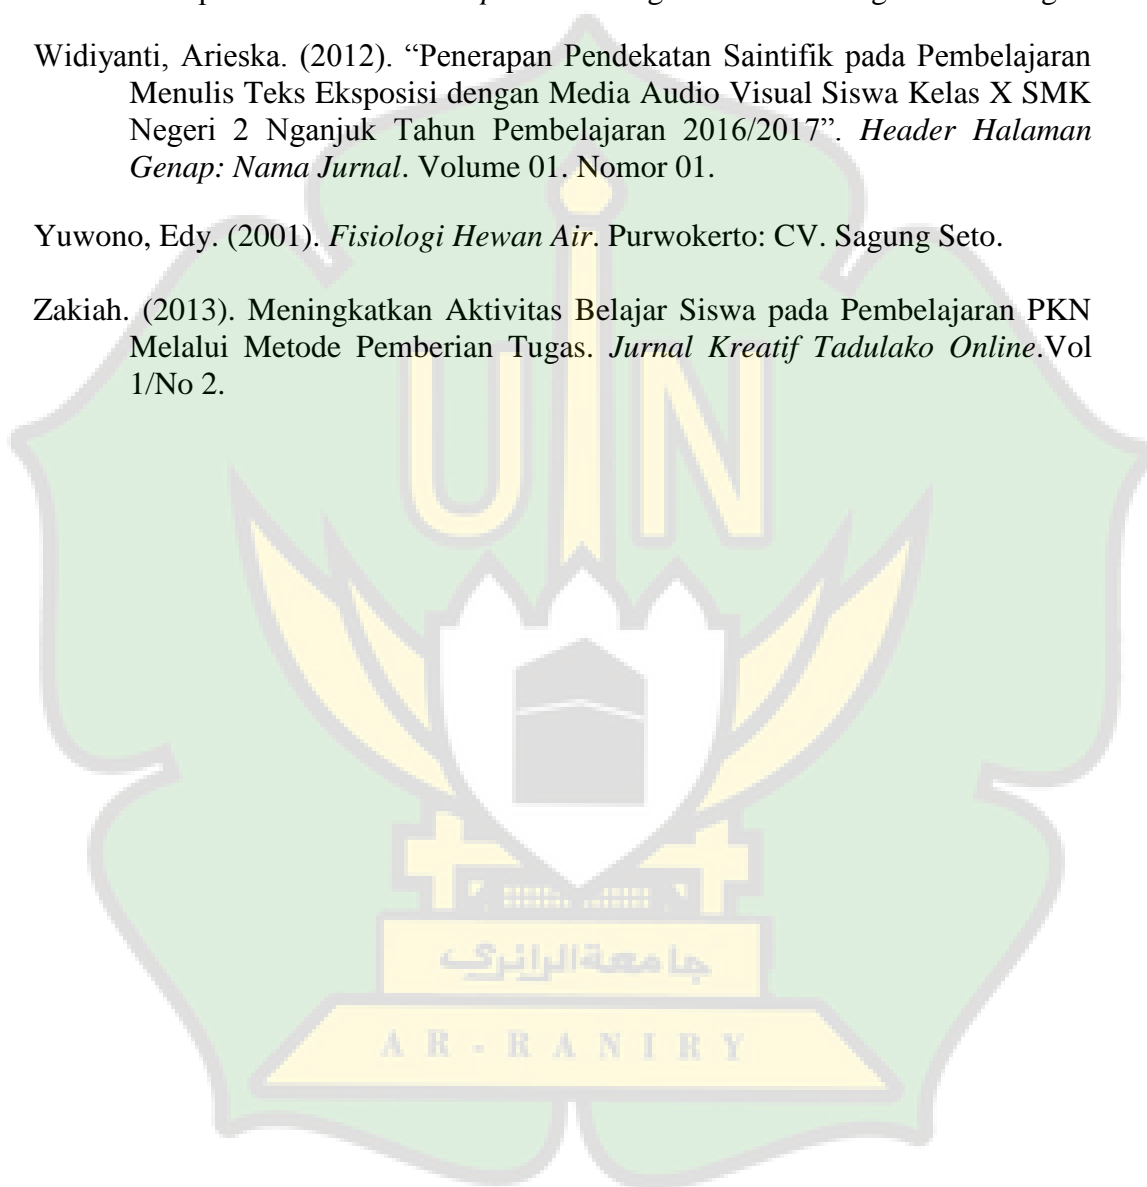 Widiyanti, Arieska. (2012). “Penerapan Pendekatan Saintifik pada Pembelajaran
Menulis Teks Eksposisi dengan Media Audio Visual Siswa Kelas X SMK
Negeri 2 Nganjuk Tahun Pembelajaran 2016/2017”. Header Halaman
Genap: Nama Jurnal. Volume 01. Nomor 01.
Yuwono, Edy. (2001). Fisiologi Hewan Air. Purwokerto: CV. Sagung Seto.
Zakiah. (2013). Meningkatkan Aktivitas Belajar Siswa pada Pembelajaran PKN
Melalui Metode Pemberian Tugas. Jurnal Kreatif Tadulako Online.Vol
1/No 2.
UIN
جامعةالرانري
AR-RANIRY